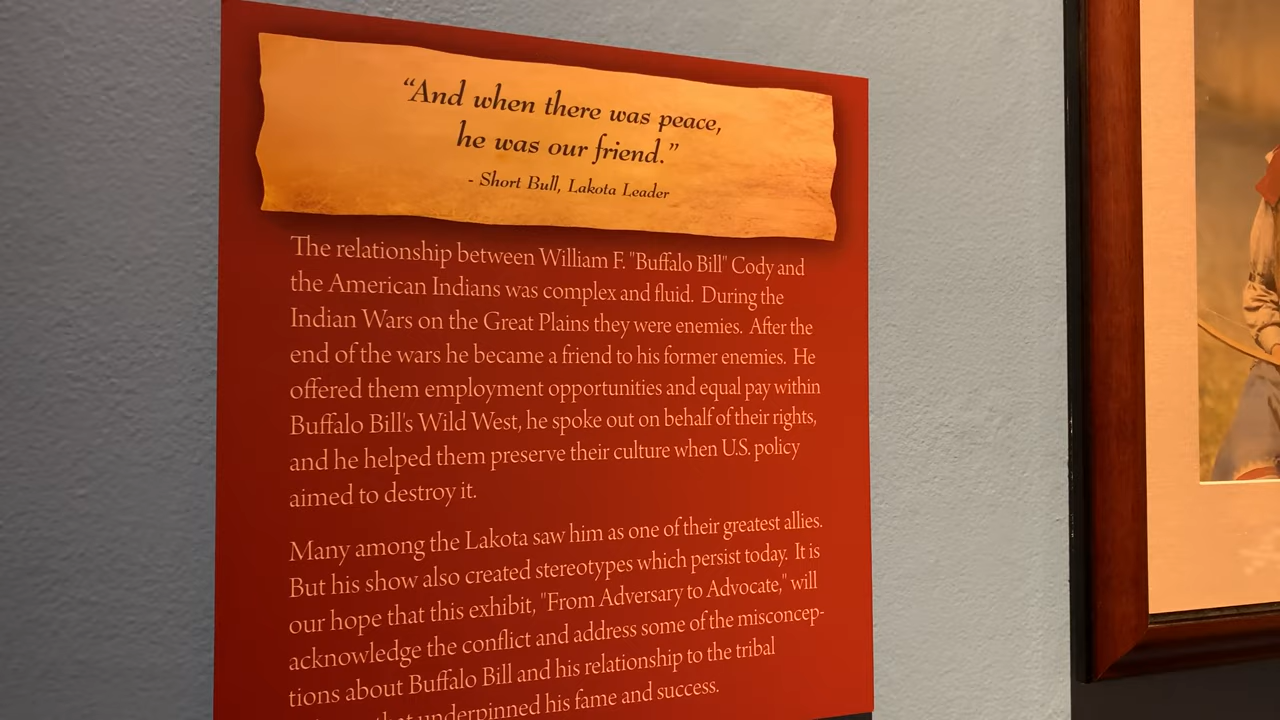 “And when there was peace,
he was our friend.”
- Short Bull, Lakota Leader
The relationship between William F. "Buffalo Bill" Cody and
the American Indians was complex and fluid. During the
Indian Wars on the Great Plains they were enemies. After the
end of the wars he became a friend to his former enemies. He
offered them employment opportunities and equal pay within
Buffalo Bill's Wild West, he spoke out on behalf of their rights,
and he helped them preserve their culture when U.S. policy
aimed to destroy it.
Many among the Lakota saw him as one of their greatest allies.
But his show also created stereotypes which persist today. It is
our hope that this exhibit, "From Adversary to Advocate," will
acknowledge the conflict and address some of the misconcep-
tions about Buffalo Bill and his relationship to the tribal
that underpinned his fame and success.